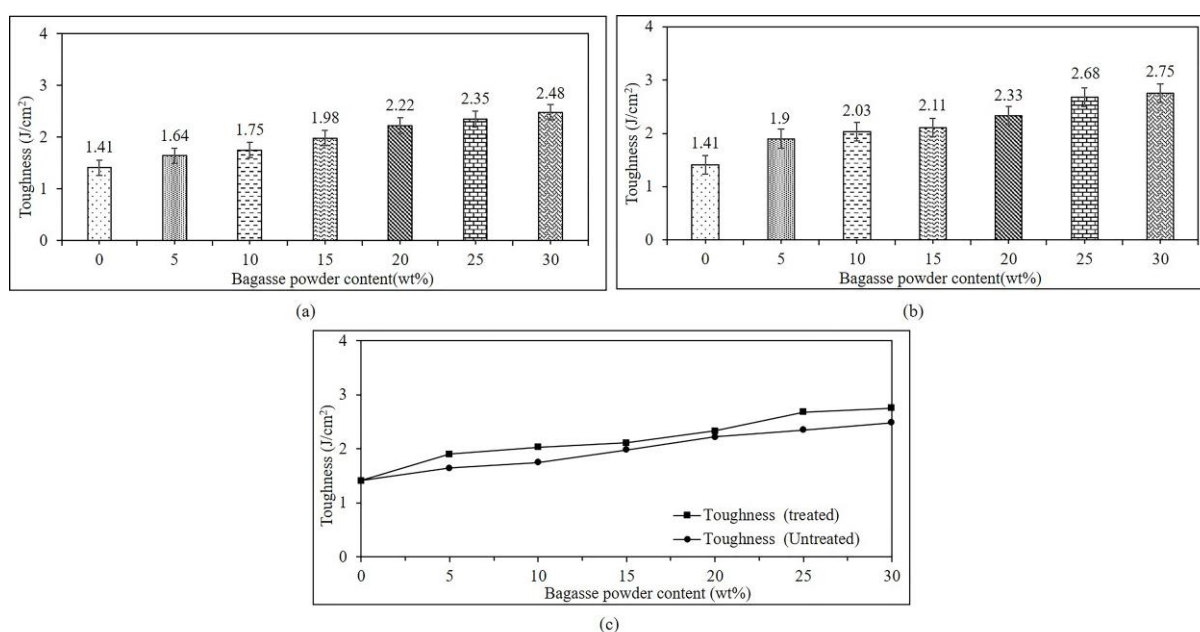 4
3
2
1
0
Toughness (J/cm²)
1.41
1.64
1.75
1.98
2.22
2.35
2.48
0 5 10 15 20 25 30
Bagasse powder content(wt%)
(a)
4
3
2
1
0
Toughness (J/cm²)
1.41
1.9
2.03
2.11
2.33
2.68
2.75
0 5 10 15 20 25 30
Bagasse powder content (wt%)
(b)
4
3
2
1
0
Toughness (J/cm²)
Toughness (treated)
Toughness (Untreated)
0 5 10 15 20 25 30
Bagasse powder content (wt%)
(c)